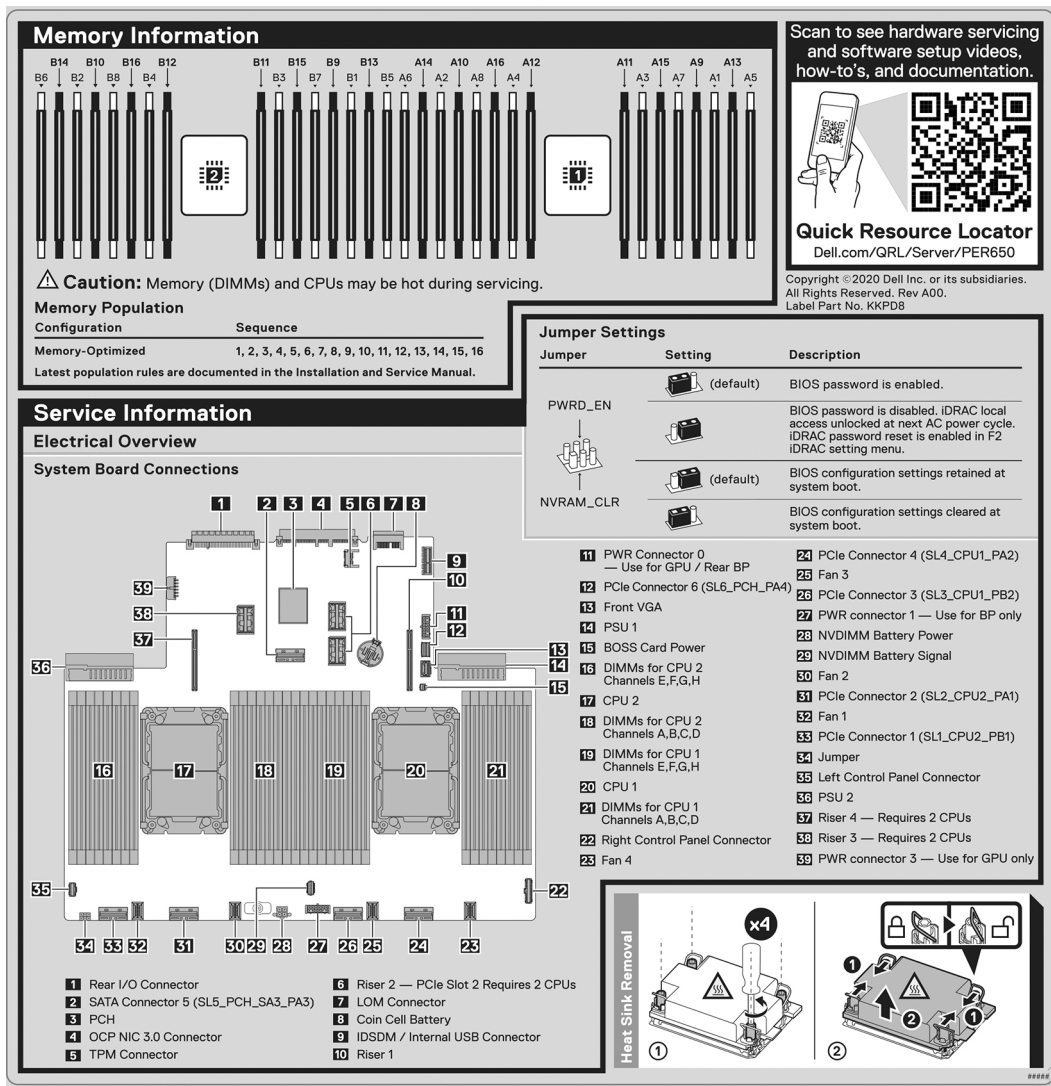 Memory Information
B14 B10 B16 B12 B11 B15 B9 B13 A14 A10 A16 A12 A11 A15 A9 A13
B6 B2 B8 B4 B3 B7 B1 B5 A6 A2 A8 A4 A3 A7 A1 A5
2
1
Caution: Memory (DIMMs) and CPUs may be hot during servicing.
Memory Population
Configuration Sequence
Memory-Optimized 1, 2, 3, 4, 5, 6, 7, 8, 9, 10, 11, 12, 13, 14, 15, 16
Latest population rules are documented in the Installation and Service Manual.
Scan to see hardware servicing
and software setup videos,
how-to's, and documentation.
Quick Resource Locator
Dell.com/QRL/Server/PER650
Copyright ©2020 Dell Inc. or its subsidiaries.
All Rights Reserved. Rev A00.
Label Part No. KKPD8
Jumper Settings
Jumper Setting Description
PWRD_EN
NVRAM_CLR
(default) BIOS password is enabled.
BIOS password is disabled. iDRAC local
access unlocked at next AC power cycle.
iDRAC password reset is enabled in F2
iDRAC setting menu.
(default) BIOS configuration settings retained at
system boot.
BIOS configuration settings cleared at
system boot.
Service Information
Electrical Overview
System Board Connections
1 2 3 4 5 6 7 8
9
10
39
38
11
12
37
13
36
14
15
16 17 18 19 20 21
35
22
34 33 32 31 30 29 28 27 26 25 24 23
1 Rear I/O Connector
2 SATA Connector 5 (SL5_PCH_SA3_PA3)
3 PCH
4 OCP NIC 3.0 Connector
5 TPM Connector
6 Riser 2 — PCIe Slot 2 Requires 2 CPUs
7 LOM Connector
8 Coin Cell Battery
9 IDSDM / Internal USB Connector
10 Riser 1
11 PWR Connector 0
— Use for GPU / Rear BP
12 PCIe Connector 6 (SL6_PCH_PA4)
13 Front VGA
14 PSU 1
15 BOSS Card Power
16 DIMMs for CPU 2
Channels E,F,G,H
17 CPU 2
18 DIMMs for CPU 2
Channels A,B,C,D
19 DIMMs for CPU 1
Channels E,F,G,H
20 CPU 1
21 DIMMs for CPU 1
Channels A,B,C,D
22 Right Control Panel Connector
23 Fan 4
24 PCIe Connector 4 (SL4_CPU1_PA2)
25 Fan 3
26 PCIe Connector 3 (SL3_CPU1_PB2)
27 PWR connector 1 — Use for BP only
28 NVDIMM Battery Power
29 NVDIMM Battery Signal
30 Fan 2
31 PCIe Connector 2 (SL2_CPU2_PA1)
32 Fan 1
33 PCIe Connector 1 (SL1_CPU2_PB1)
34 Jumper
35 Left Control Panel Connector
36 PSU 2
37 Riser 4 — Requires 2 CPUs
38 Riser 3 — Requires 2 CPUs
39 PWR connector 3 — Use for GPU only
Heat Sink Removal
x4
1
1
2
1
2
#####